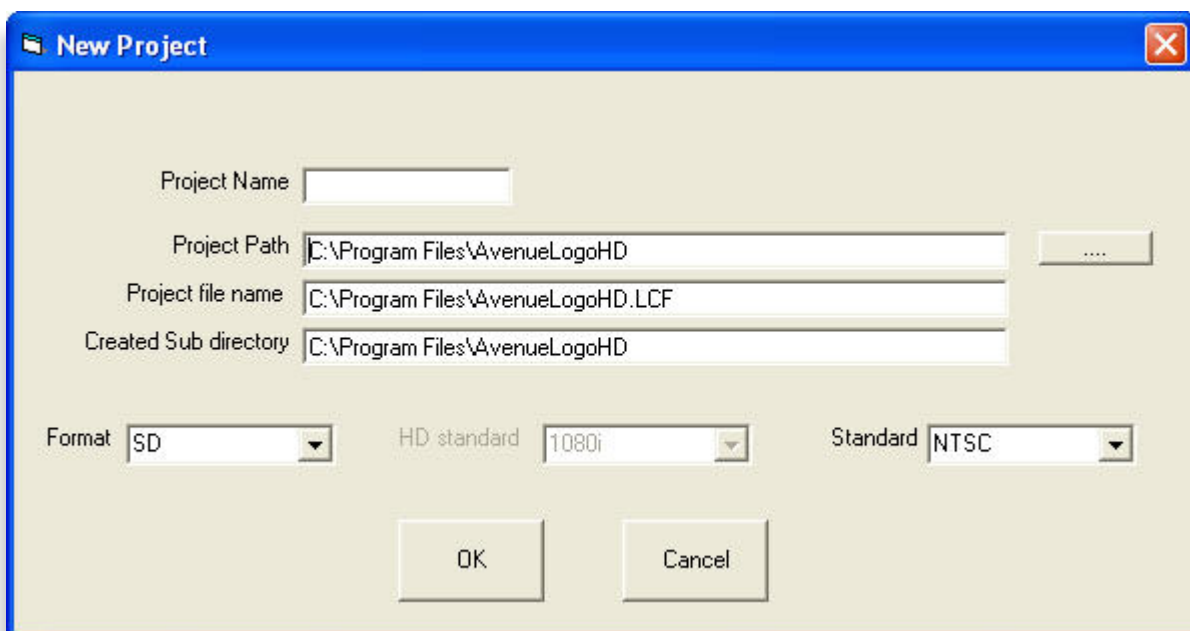 New Project
Project Name
Project Path C:\Program Files\AvenueLogoHD ....
Project file name C:\Program Files\AvenueLogoHD.LCF
Created Sub directory C:\Program Files\AvenueLogoHD
Format SD HD standard 1080i Standard NTSC
OK Cancel